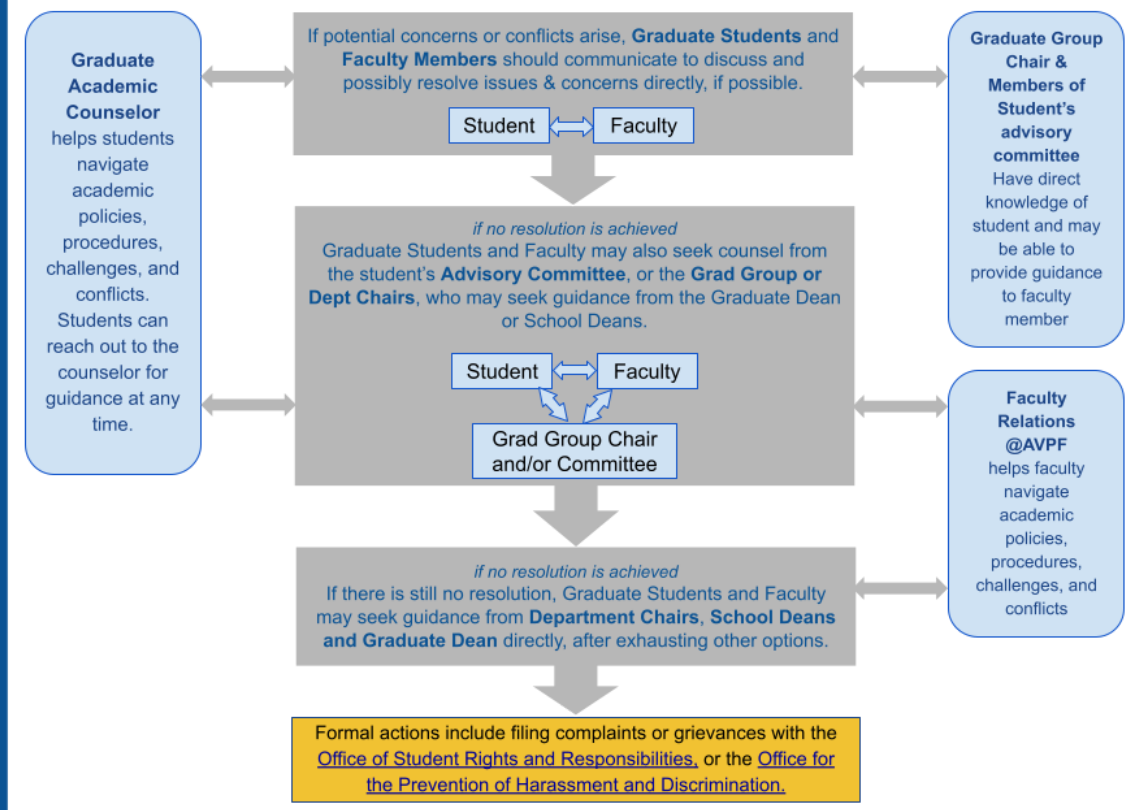 Graduate
Academic
Counselor
helps students
navigate
academic
policies,
procedures,
challenges, and
conflicts.
Students can
reach out to the
counselor for
guidance at any
time.
If potential concerns or conflicts arise, Graduate Students and
Faculty Members should communicate to discuss and
possibly resolve issues & concerns directly, if possible.
Student
Faculty
Graduate Group
Chair &
Members of
Student's
advisory
committee
Have direct
knowledge of
student and may
be able to
provide guidance
to faculty
member
if no resolution is achieved
Graduate Students and Faculty may also seek counsel from
the student's Advisory Committee, or the Grad Group or
Dept Chairs, who may seek guidance from the Graduate Dean
or School Deans.
Student
Faculty
Grad Group Chair
and/or Committee
Faculty
Relations
@AVPF
helps faculty
navigate
academic
policies,
procedures,
challenges, and
conflicts
if no resolution is achieved
If there is still no resolution, Graduate Students and Faculty
may seek guidance from Department Chairs, School Deans
and Graduate Dean directly, after exhausting other options.
Formal actions include filing complaints or grievances with the
Office of Student Rights and Responsibilities, or the Office for
the Prevention of Harassment and Discrimination.